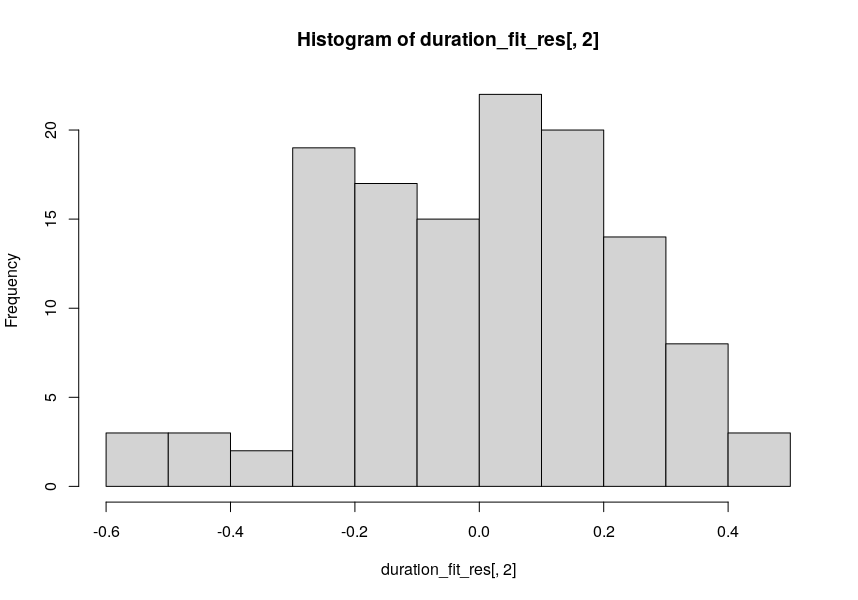 Histogram of duration_fit_res[, 2]
Frequency
20
15
10
5
0
-0.6 -0.4 -0.2 0.0 0.2 0.4
duration_fit_res[, 2]